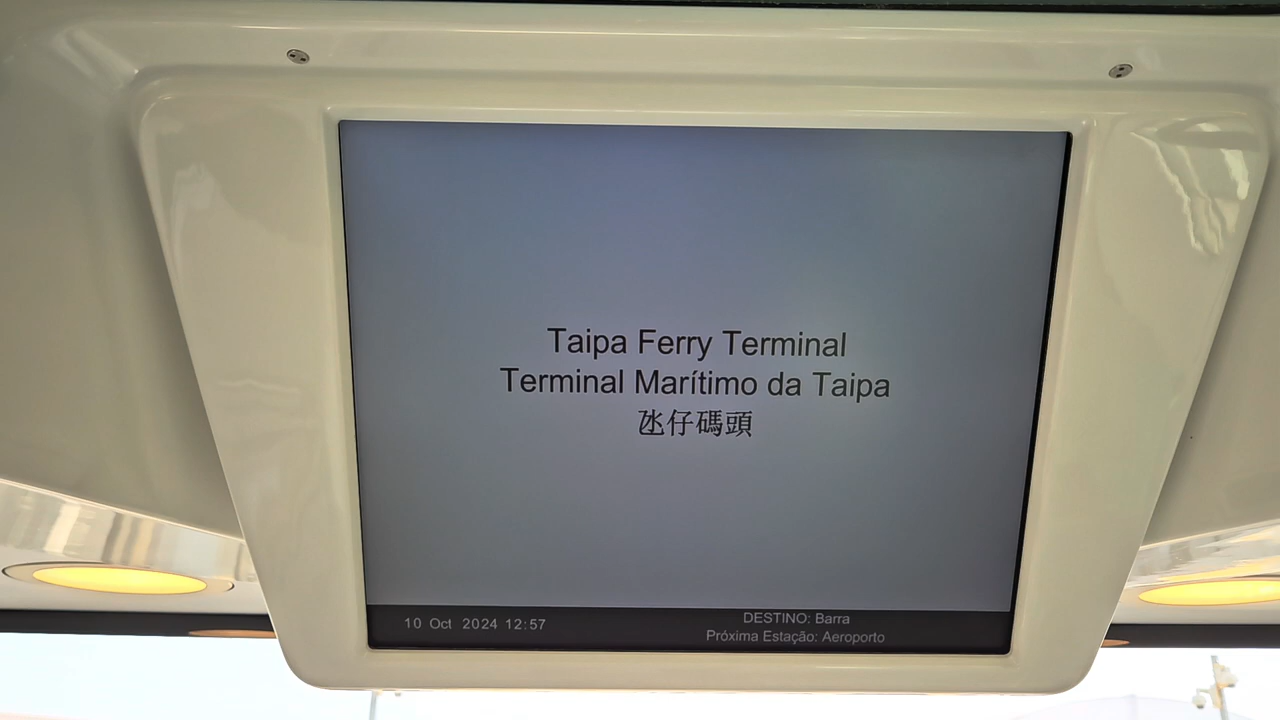 Taipa Ferry Terminal
Terminal Marítimo da Taipa
氹仔碼頭
10 Oct 2024 12:57
DESTINO: Barra
Próxima Estação: Aeroporto